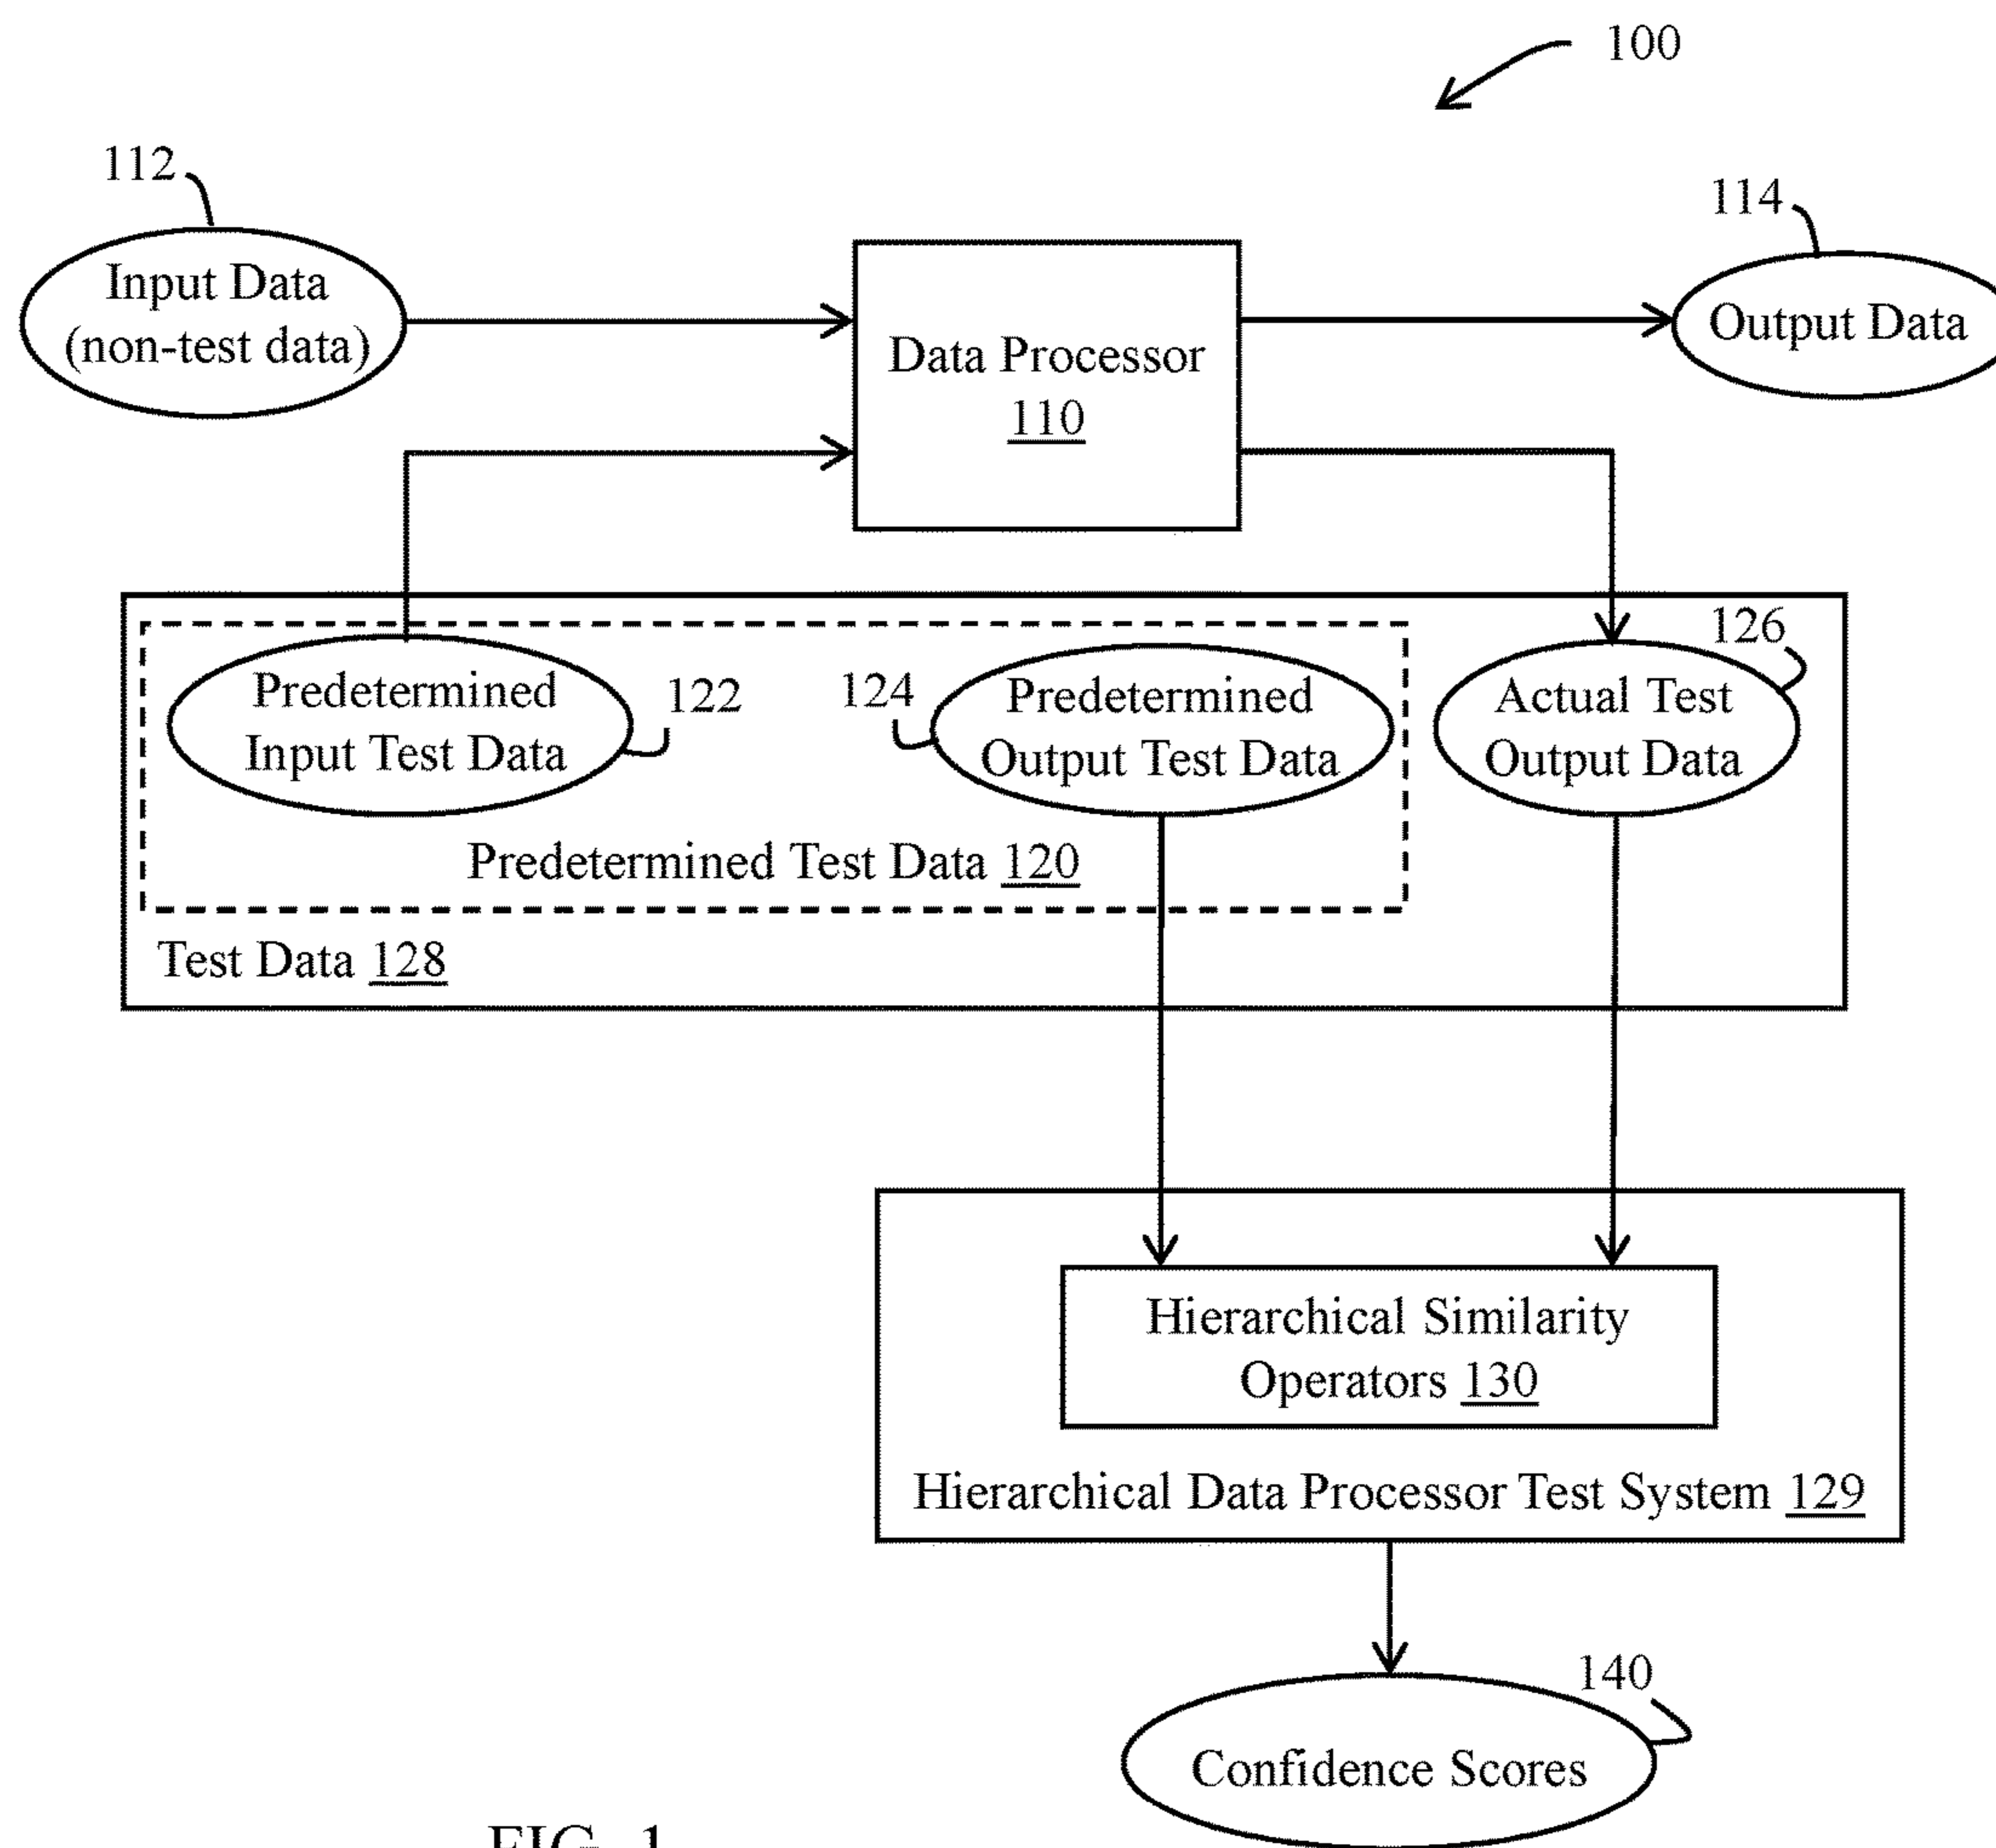 100
112
114
Input Data
(non-test data)
Data Processor
110
Output Data
126
Predetermined
Input Test Data
122
124
Predetermined
Output Test Data
Actual Test
Output Data
Predetermined Test Data 120
Test Data 128
Hierarchical Similarity
Operators 130
Hierarchical Data Processor Test System 129
140
Confidence Scores
FIG. 1